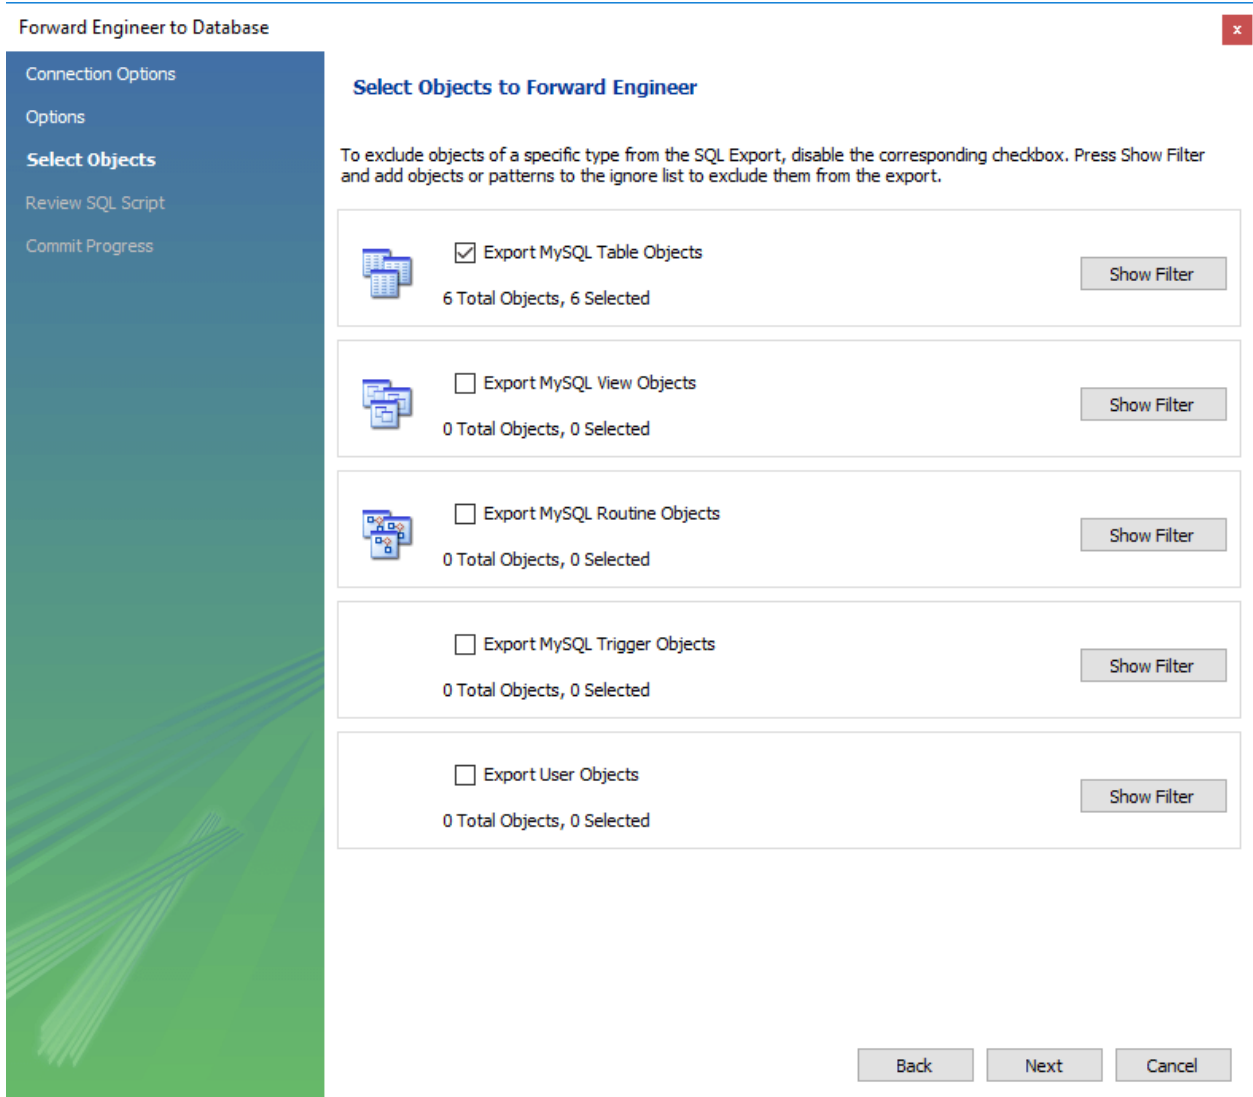 Forward Engineer to Database
x
Connection Options
Options
Select Objects
Review SQL Script
Commit Progress
Select Objects to Forward Engineer
To exclude objects of a specific type from the SQL Export, disable the corresponding checkbox. Press Show Filter
and add objects or patterns to the ignore list to exclude them from the export.
Export MySQL Table Objects
6 Total Objects, 6 Selected
Show Filter
Export MySQL View Objects
0 Total Objects, 0 Selected
Show Filter
Export MySQL Routine Objects
0 Total Objects, 0 Selected
Show Filter
Export MySQL Trigger Objects
0 Total Objects, 0 Selected
Show Filter
Export User Objects
0 Total Objects, 0 Selected
Show Filter
Back Next Cancel